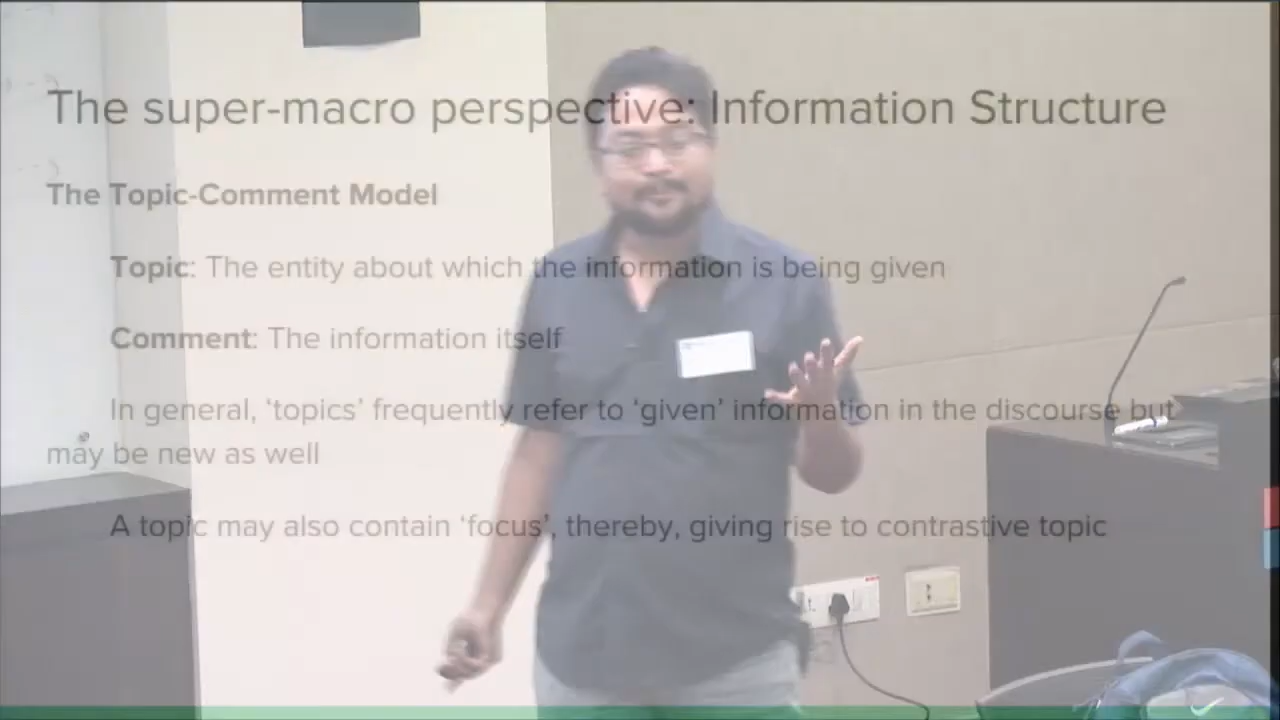 The super-macro perspective: Information Structure
The Topic-Comment Model
Topic: The entity about which the information is being given
Comment: The information itself
In general, ‘topics’ frequently refer to ‘given’ information in the discourse but
may be new as well
A topic may also contain ‘focus’, thereby, giving rise to contrastive topic